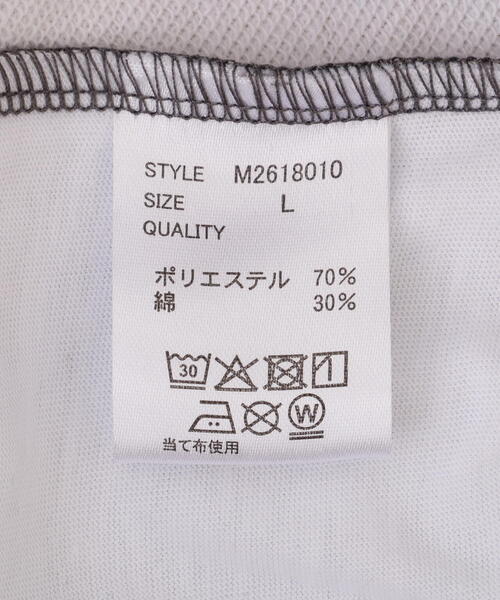 STYLE M2618010
SIZE L
QUALITY
ポリエステル 70%
綿 30%
30
W
当て布使用